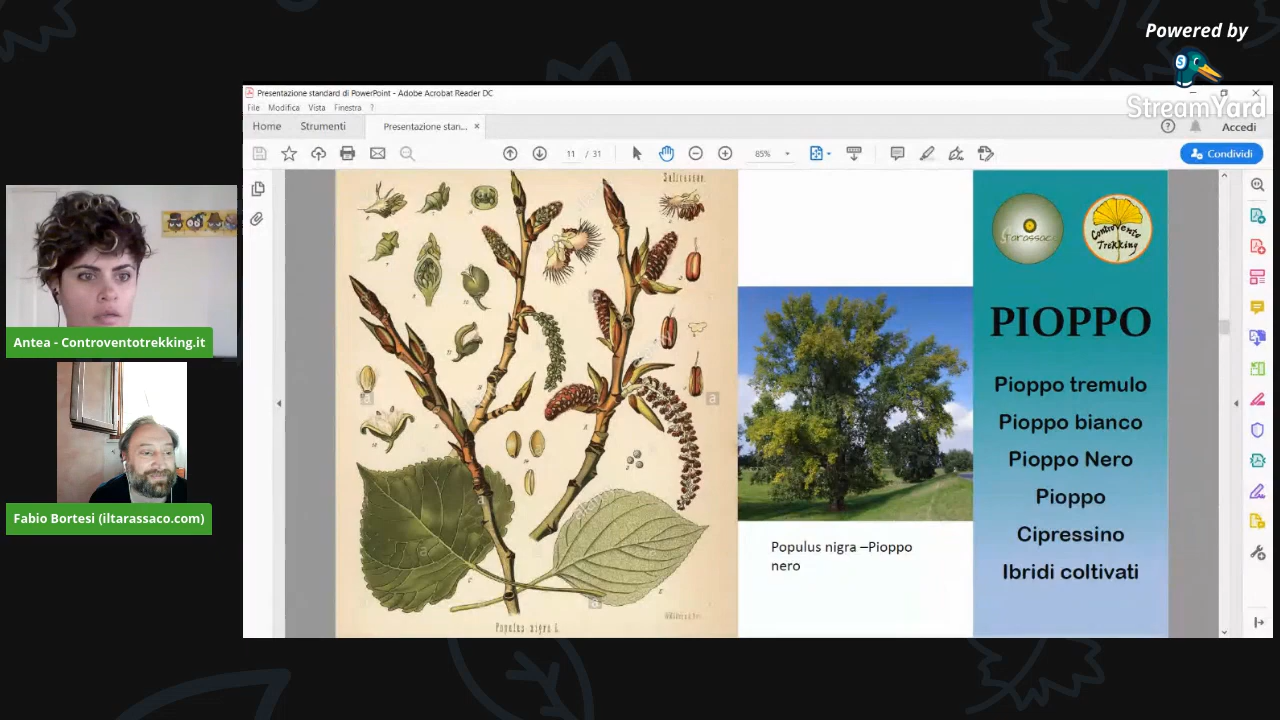 Powered by
StreamYard
Presentazione standard di PowerPoint - Adobe Acrobat Reader DC
File Modifica Vista Finestra ?
Home Strumenti Presentazione stan... × Accedi
11 / 31 85% Condividi
Antea - Controventotrekking.it
Fabio Bortesi (iltarassaco.com)
Salicaceae.
Populus nigra L.
Populus nigra –Pioppo
nero
Controvento
Trekking
PIOPPO
Pioppo tremulo
Pioppo bianco
Pioppo Nero
Pioppo
Cipressino
Ibridi coltivati